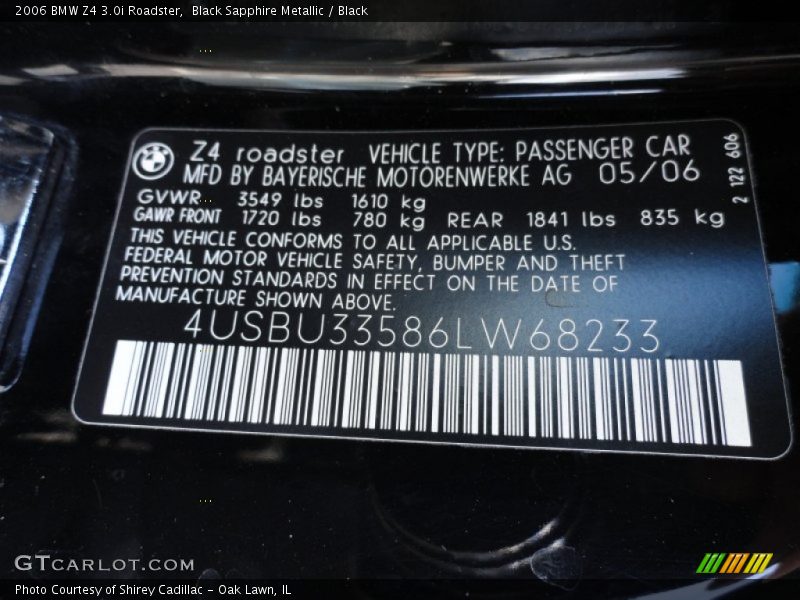 2006 BMW Z4 3.0i Roadster,  Black Sapphire Metallic / Black
Z4 roadster VEHICLE TYPE: PASSENGER CAR
MFD BY BAYERISCHE MOTORENWERKE AG 05/06
2 122 606
GVWR 3549 lbs 1610 kg
GAWR FRONT 1720 lbs 780 kg REAR 1841 lbs 835 kg
THIS VEHICLE CONFORMS TO ALL APPLICABLE U.S.
FEDERAL MOTOR VEHICLE SAFETY, BUMPER AND THEFT
PREVENTION STANDARDS IN EFFECT ON THE DATE OF
MANUFACTURE SHOWN ABOVE.
4USBU33586LW68233
GTCARLOT.COM
Photo Courtesy of Shirey Cadillac - Oak Lawn, IL